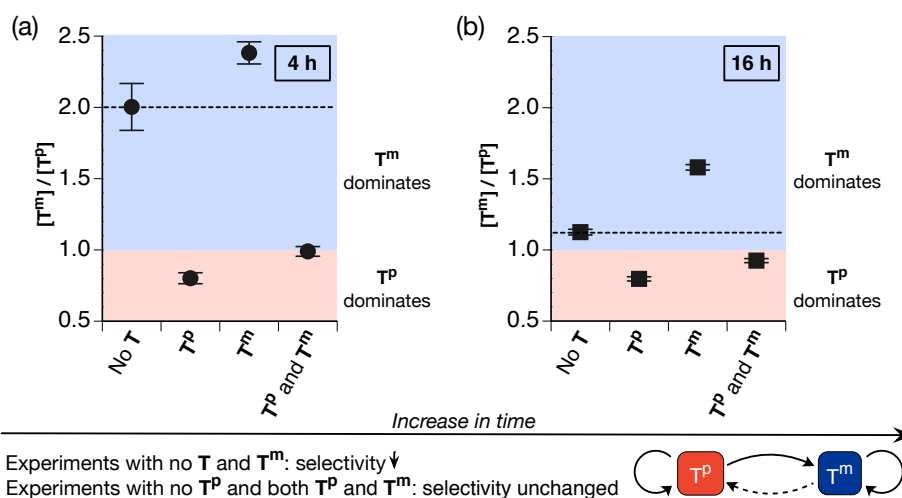 (a)
2.5
2.0
1.5
1.0
0.5
[Tᵐ] / [Tᵖ]
4 h
Tᵐ
dominates
Tᵖ
dominates
No T
Tᵖ
Tᵐ
Tᵖ and Tᵐ
(b)
2.5
2.0
1.5
1.0
0.5
[Tᵐ] / [Tᵖ]
16 h
Tᵐ
dominates
Tᵖ
dominates
No T
Tᵖ
Tᵐ
Tᵖ and Tᵐ
Increase in time
Experiments with no T and Tᵐ: selectivity
Experiments with no Tᵖ and both Tᵖ and Tᵐ: selectivity unchanged
Tᵖ
Tᵐ